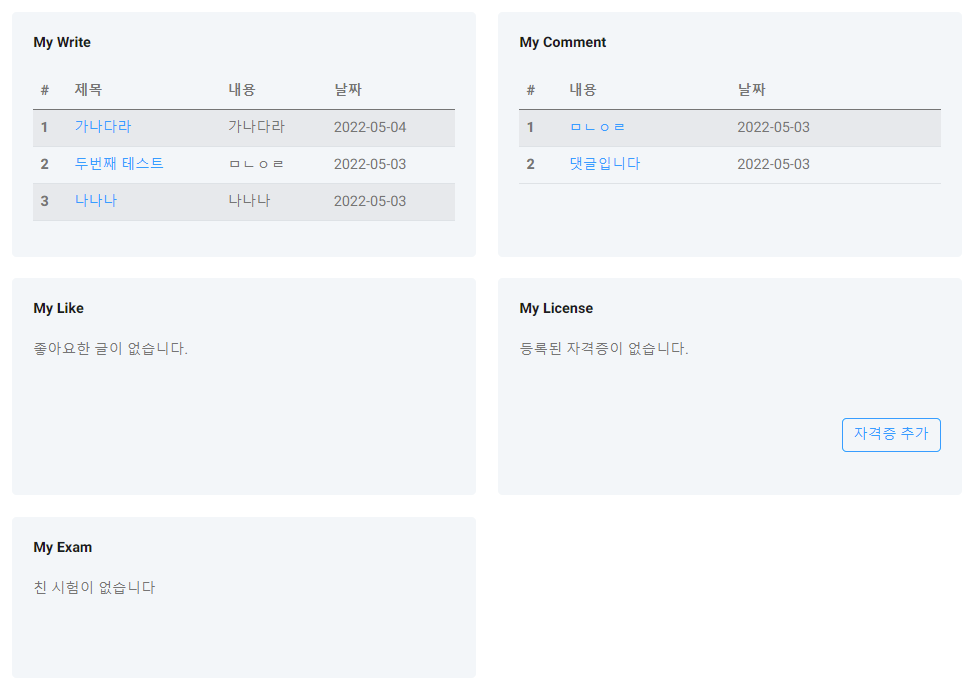 My Write
# 제목 내용 날짜
1 가나다라 가나다라 2022-05-04
2 두번째 테스트 ㅁㄴㅇㄹ 2022-05-03
3 나나나 나나나 2022-05-03
My Comment
# 내용 날짜
1 ㅁㄴㅇㄹ 2022-05-03
2 댓글입니다 2022-05-03
My Like
좋아요한 글이 없습니다.
My License
등록된 자격증이 없습니다.
자격증 추가
My Exam
친 시험이 없습니다